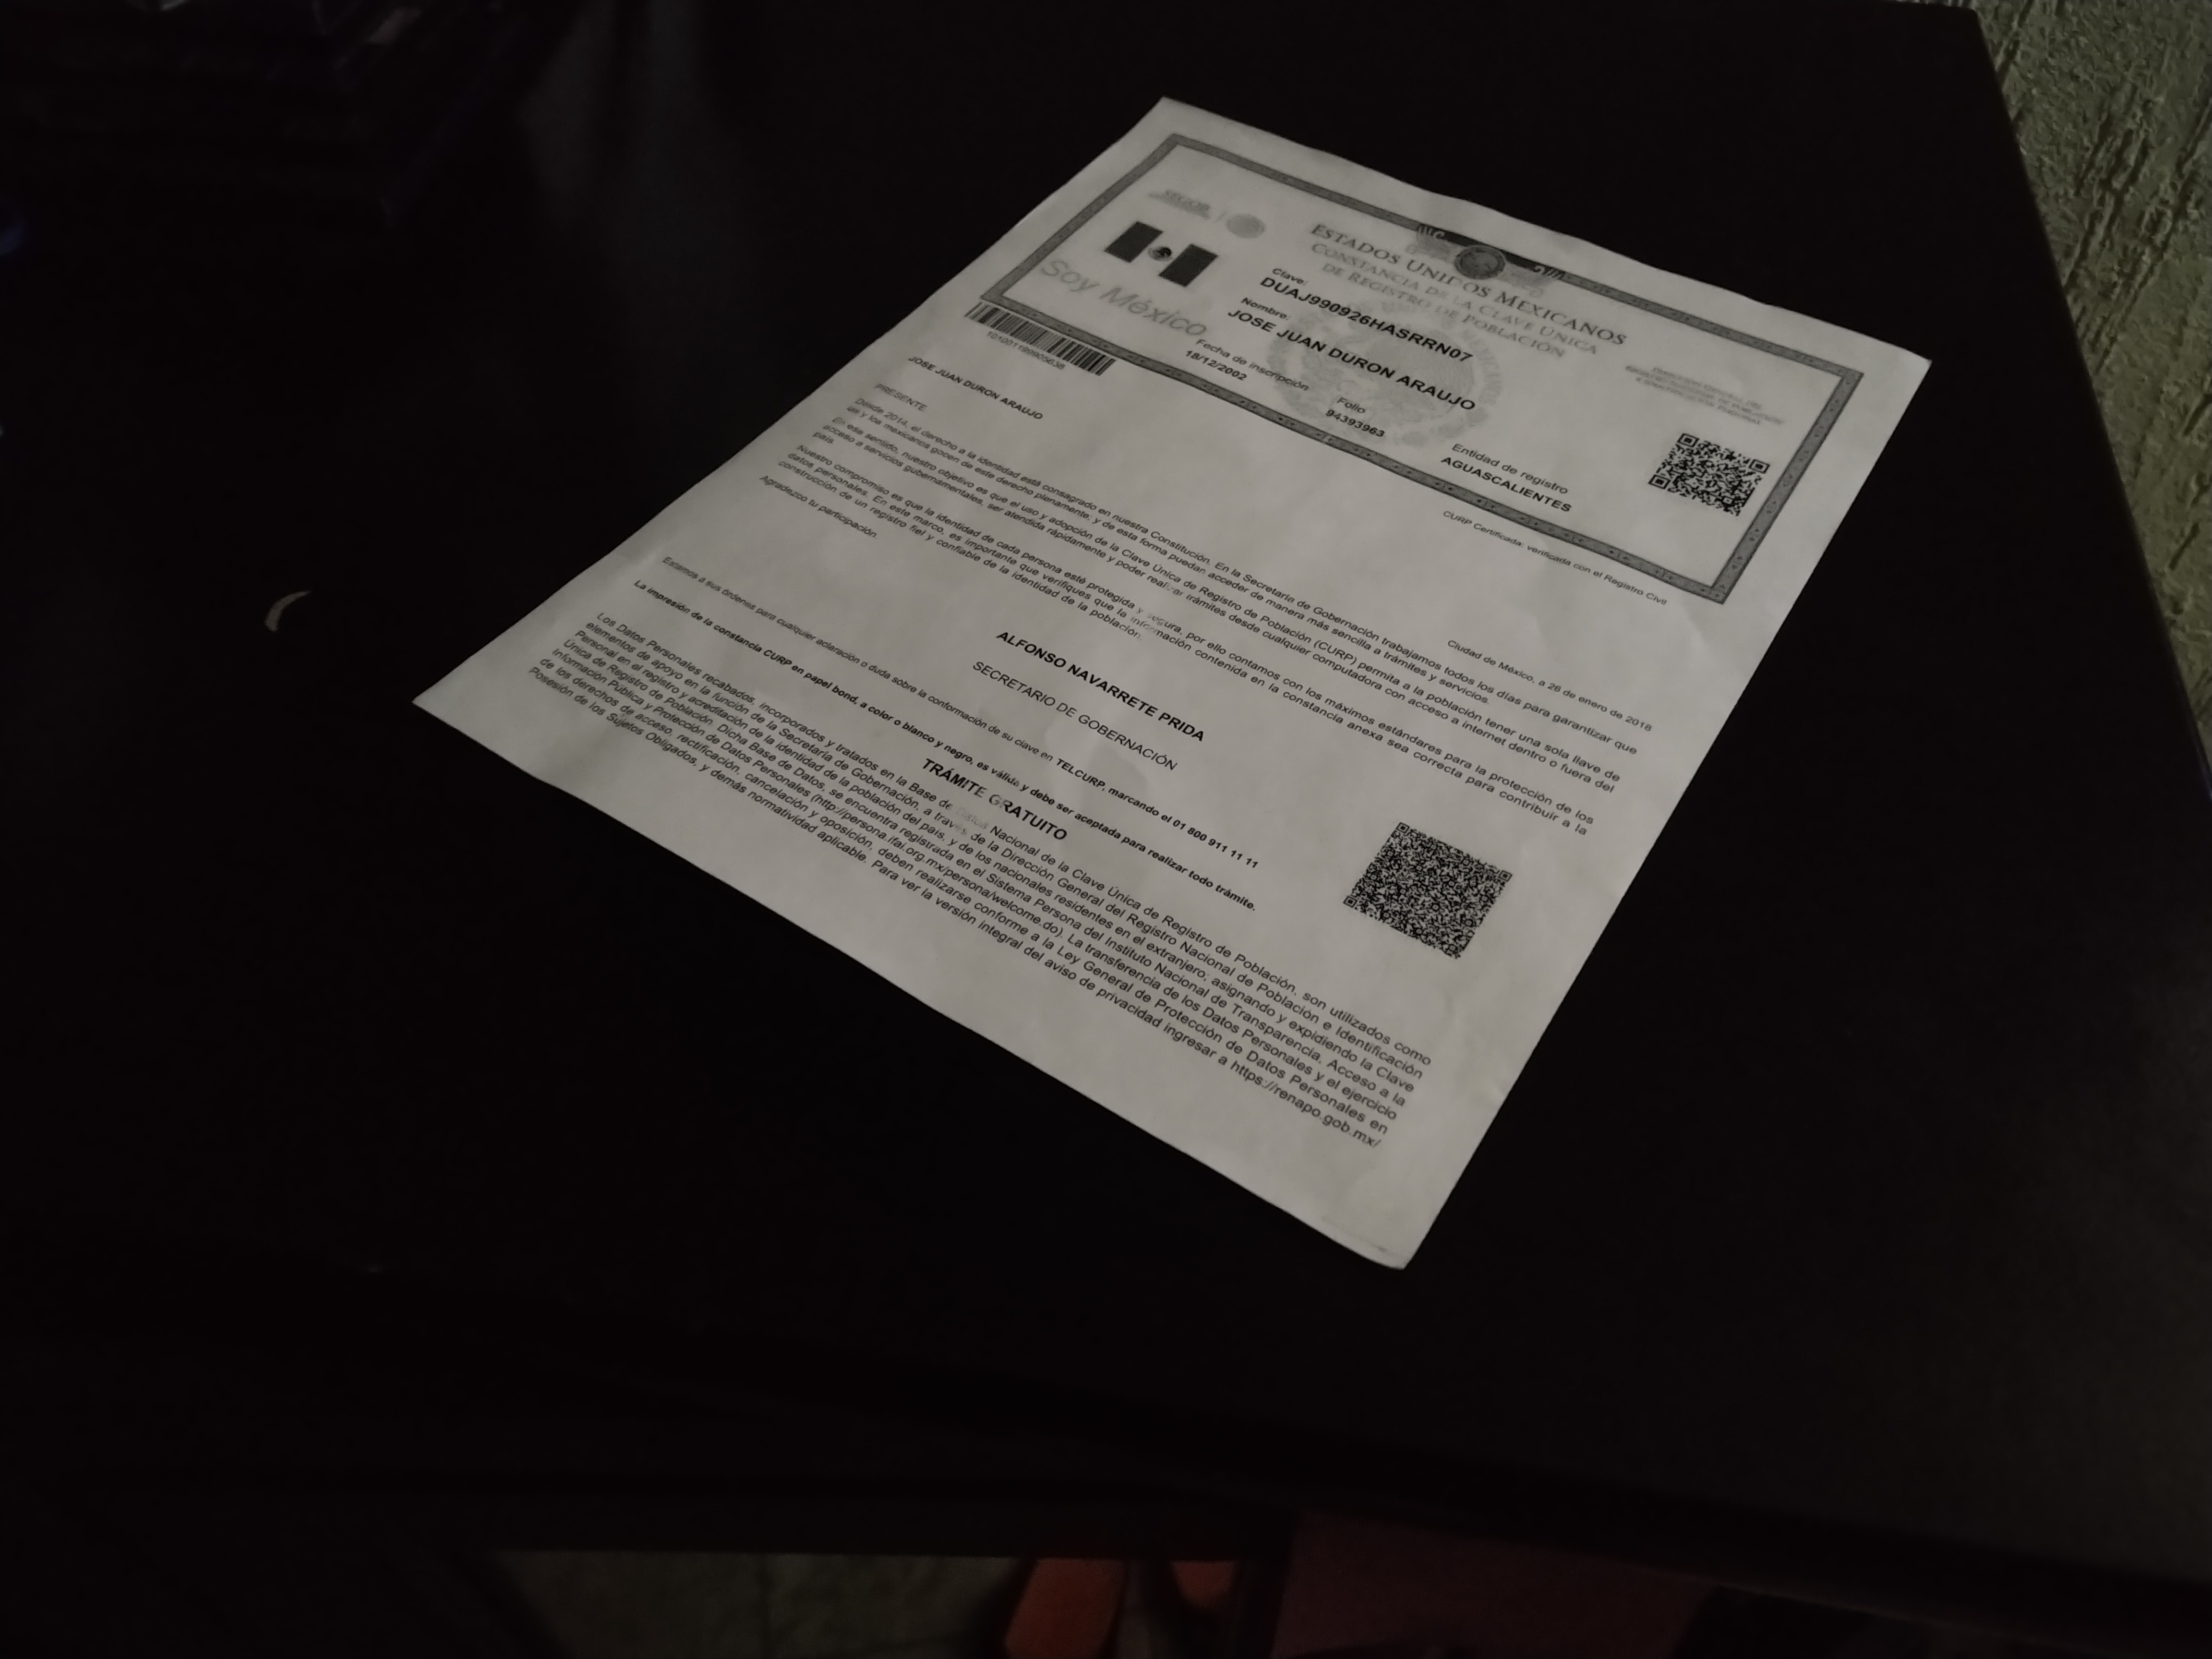 SEGOB
ESTADOS UNIDOS MEXICANOS
CONSTANCIA DE LA CLAVE ÚNICA
DE REGISTRO DE POBLACIÓN
Soy México
Clave:
DUAJ990926HASRRN07
Nombre:
JOSE JUAN DURON ARAUJO
Fecha de inscripción
18/12/2002
Folio
94393963
Entidad de registro
AGUASCALIENTES
CURP Certificada: verificada con el Registro Civil
JOSE JUAN DURON ARAUJO
Ciudad de México, a 26 de enero de 2018
PRESENTE
Desde 2014, el derecho a la identidad está consagrado en nuestra Constitución. En la Secretaría de Gobernación trabajamos todos los días para garantizar que
las y los mexicanos gocen de este derecho plenamente, y de esta forma puedan acceder de manera más sencilla a trámites y servicios.
En ese sentido, nuestro objetivo es que el uso y adopción de la Clave Única de Registro de Población (CURP) permita a la población tener una sola llave de
acceso a servicios gubernamentales, ser atendida rápidamente y poder realizar trámites desde cualquier computadora con acceso a internet dentro o fuera del
país.
Nuestro compromiso es que la identidad de cada persona esté protegida y segura, por ello contamos con los máximos estándares para la protección de los
datos personales. En este marco, es importante que verifiques que la información contenida en la constancia anexa sea correcta para contribuir a la
construcción de un registro fiel y confiable de la identidad de la población.
Agradezco tu participación.
ALFONSO NAVARRETE PRIDA
SECRETARIO DE GOBERNACIÓN
Estamos a sus órdenes para cualquier aclaración o duda sobre la conformación de su clave en TELCURP, marcando el 01 800 911 11 11
La impresión de la constancia CURP en papel bond, a color o blanco y negro, es válida y debe ser aceptada para realizar todo trámite.
TRÁMITE GRATUITO
Los Datos Personales recabados, incorporados y tratados en la Base de Nacional de la Clave Única de Registro de Población, son utilizados como
elementos de apoyo en la función de la Secretaría de Gobernación, a través de la Dirección General del Registro Nacional de Población e Identificación
Personal en el registro y acreditación de la identidad de la población del país, y de los nacionales residentes en el extranjero; asignando y expidiendo la Clave
Única de Registro de Población. Dicha Base de Datos, se encuentra registrada en el Sistema Persona del Instituto Nacional de Transparencia, Acceso a la
Información Pública y Protección de Datos Personales (http://persona.ifai.org.mx/persona/welcome.do). La transferencia de los Datos Personales y el ejercicio
de los derechos de acceso, rectificación, cancelación y oposición, deben realizarse conforme a la Ley General de Protección de Datos Personales en
Posesión de los Sujetos Obligados, y demás normatividad aplicable. Para ver la versión integral del aviso de privacidad ingresar a https://renapo.gob.mx/